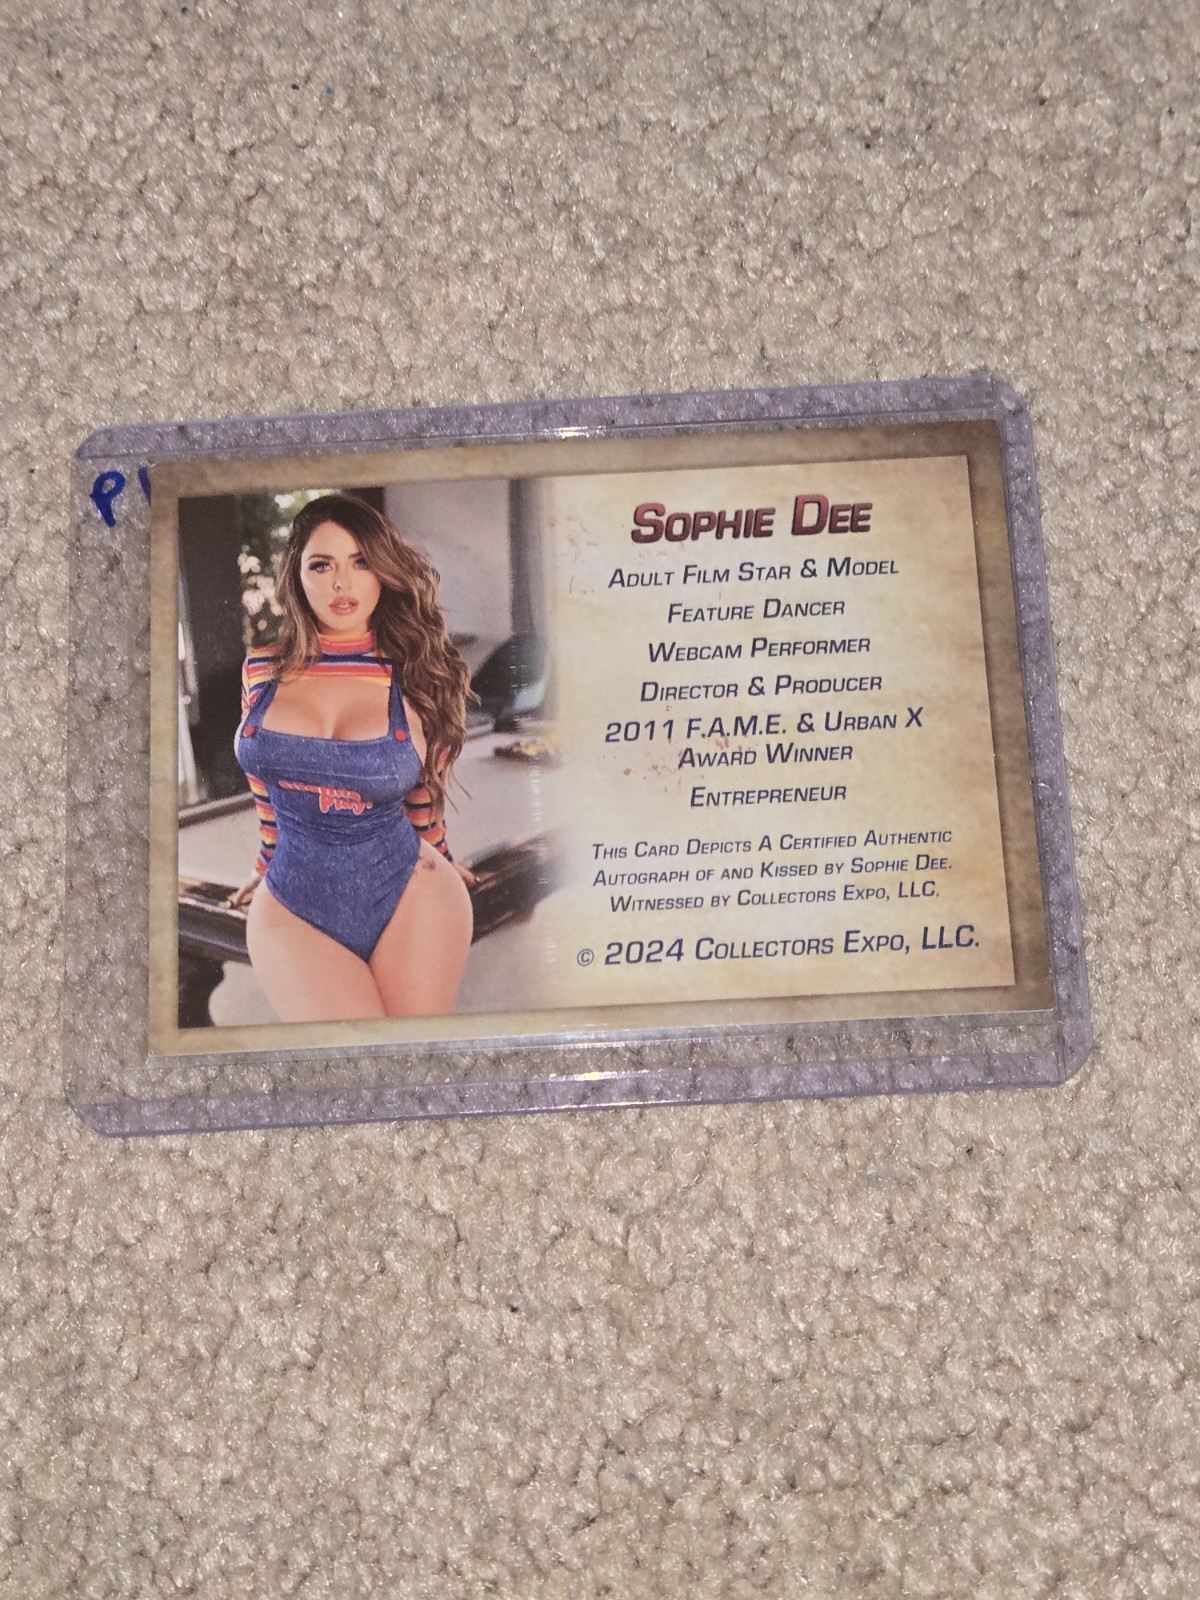 P
SOPHIE DEE
ADULT FILM STAR & MODEL
FEATURE DANCER
WEBCAM PERFORMER
DIRECTOR & PRODUCER
2011 F.A.M.E. & URBAN X
AWARD WINNER
ENTREPRENEUR
THIS CARD DEPICTS A CERTIFIED AUTHENTIC
AUTOGRAPH OF AND KISSED BY SOPHIE DEE.
WITNESSED BY COLLECTORS EXPO, LLC.
© 2024 COLLECTORS EXPO, LLC.